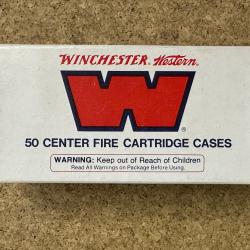 WINCHESTER Western®
W®
50 CENTER FIRE CARTRIDGE CASES
WARNING: Keep out of Reach of Children
Read All Warnings on Package Before Using.